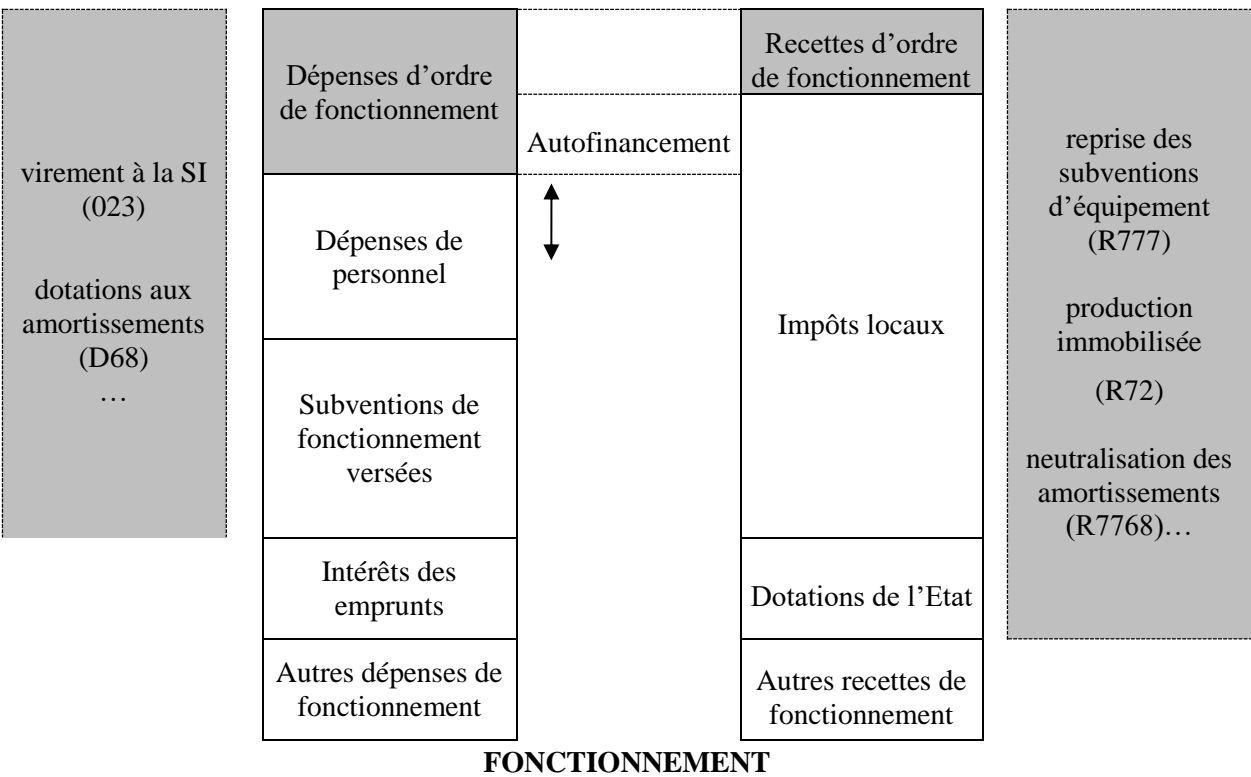 virement à la SI
(023)
dotations aux
amortissements
(D68)
…
Dépenses d’ordre
de fonctionnement
Dépenses de
personnel
Subventions de
fonctionnement
versées
Intérêts des
emprunts
Autres dépenses de
fonctionnement
Autofinancement
Recettes d’ordre
de fonctionnement
Impôts locaux
Dotations de l’Etat
Autres recettes de
fonctionnement
reprise des
subventions
d’équipement
(R777)
production
immobilisée
(R72)
neutralisation des
amortissements
(R7768)…
FONCTIONNEMENT